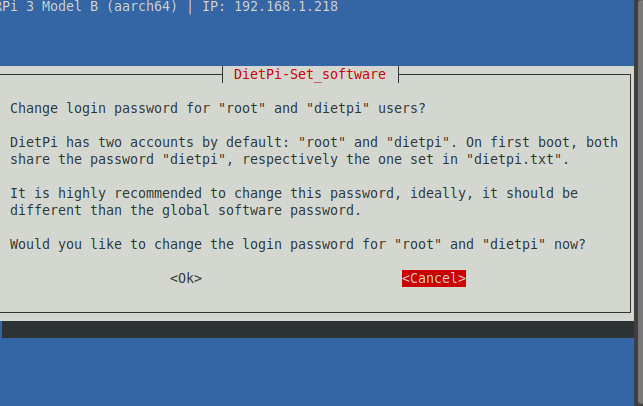 RPi 3 Model B (aarch64) | IP: 192.168.1.218
DietPi-Set_software
Change login password for "root" and "dietpi" users?
DietPi has two accounts by default: "root" and "dietpi". On first boot, both
share the password "dietpi", respectively the one set in "dietpi.txt".
It is highly recommended to change this password, ideally, it should be
different than the global software password.
Would you like to change the login password for "root" and "dietpi" now?
<Ok> <Cancel>